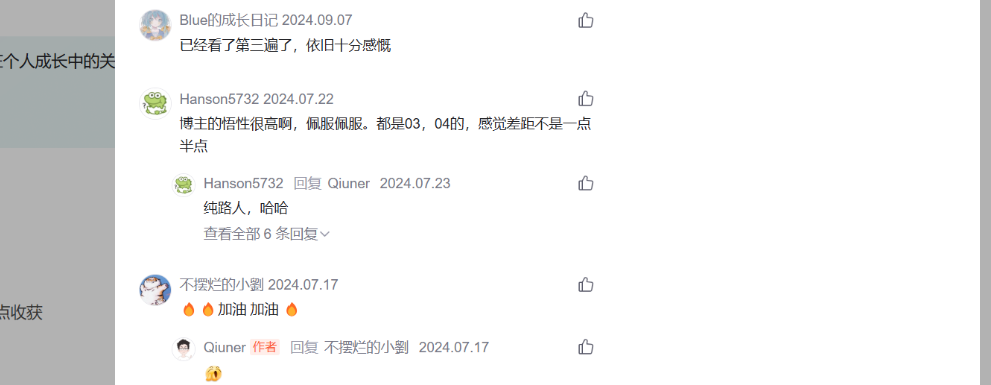 Blue的成长日记 2024.09.07
已经看了第三遍了，依旧十分感慨
在个人成长中的关
Hanson5732 2024.07.22
博主的悟性很高啊，佩服佩服。都是03，04的，感觉差距不是一点
半点
Hanson5732 回复 Qiuner 2024.07.23
纯路人，哈哈
查看全部 6 条回复
不摆烂的小劉 2024.07.17
🔥🔥加油 加油 🔥
点收获
Qiuner 作者 回复 不摆烂的小劉 2024.07.17